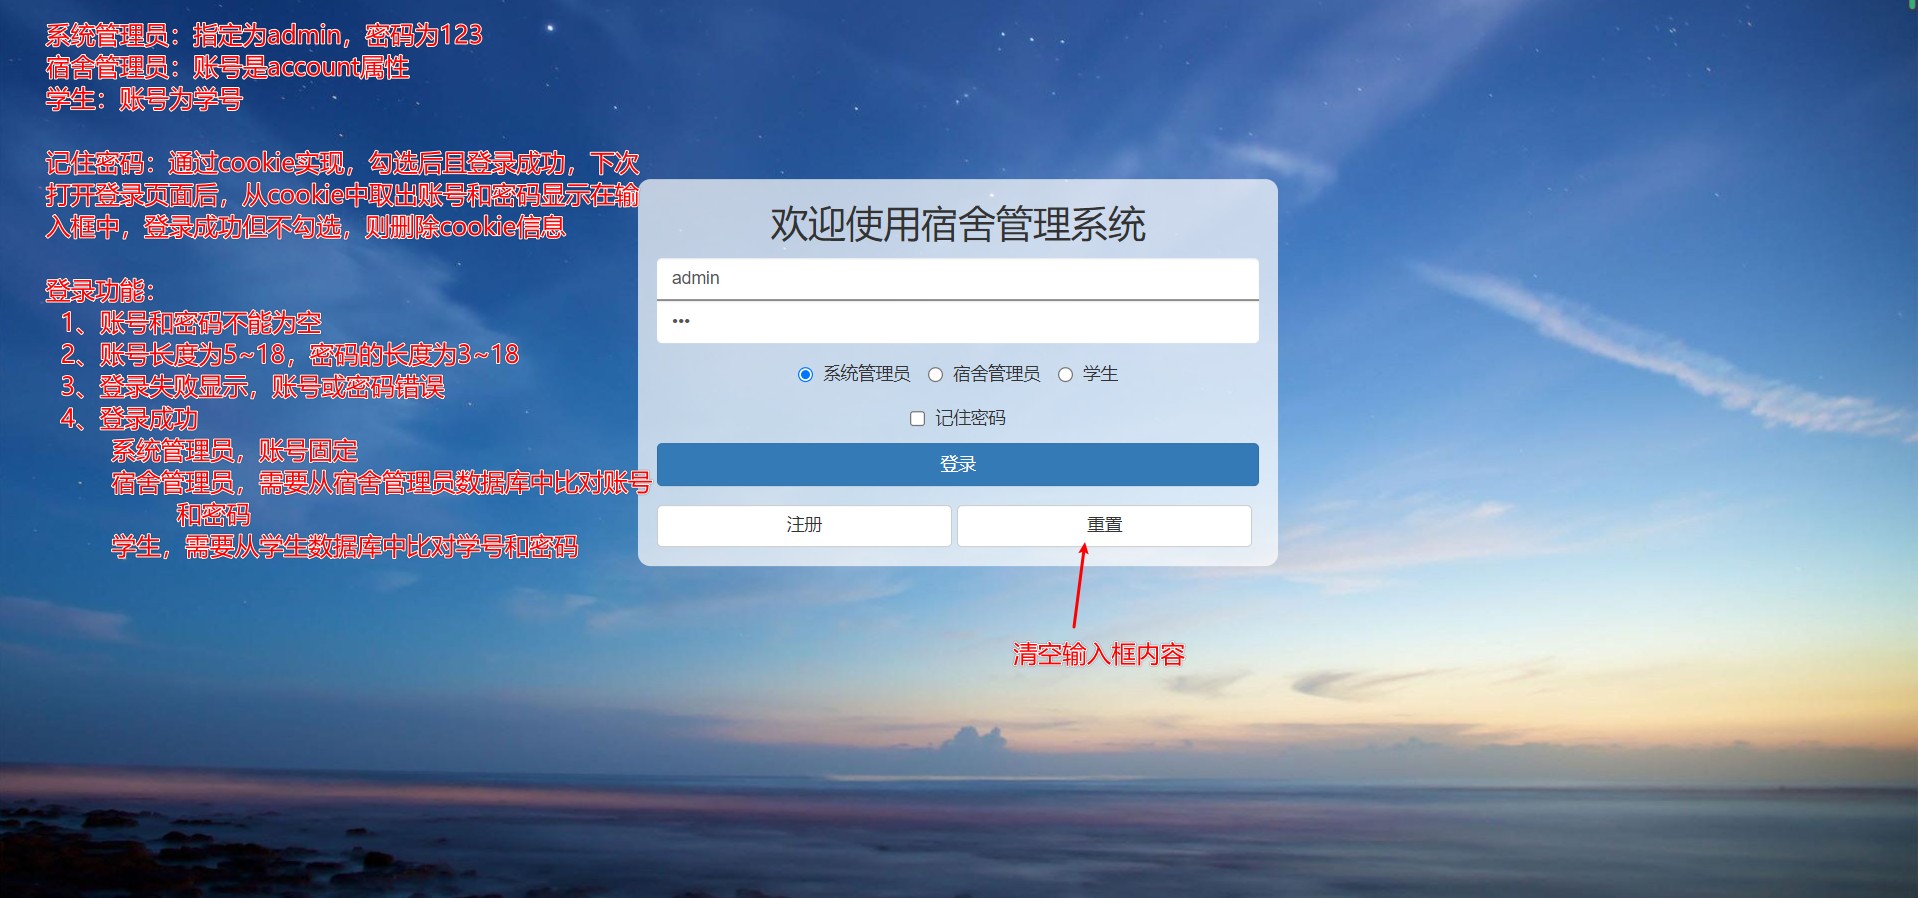 系统管理员：指定为admin，密码为123
宿舍管理员：账号是account属性
学生：账号为学号
记住密码：通过cookie实现，勾选后且登录成功，下次
打开登录页面后，从cookie中取出账号和密码显示在输
入框中，登录成功但不勾选，则删除cookie信息
登录功能：
1、账号和密码不能为空
2、账号长度为5~18，密码的长度为3~18
3、登录失败显示，账号或密码错误
4、登录成功
系统管理员，账号固定
宿舍管理员，需要从宿舍管理员数据库中比对账号
和密码
学生，需要从学生数据库中比对学号和密码
欢迎使用宿舍管理系统
admin
•••
系统管理员 宿舍管理员 学生
记住密码
登录
注册 重置
清空输入框内容